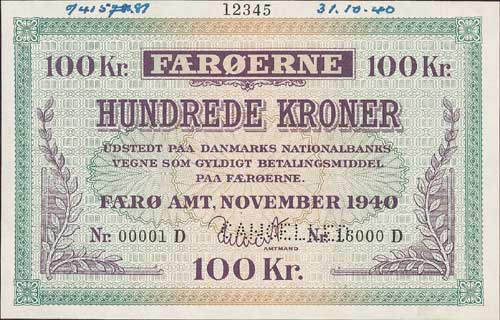 12345
31.10.40
100 Kr. FÆRØERNE 100 Kr.
HUNDREDE KRONER
UDSTEDT PAA DANMARKS NATIONALBANKS
VEGNE SOM GYLDIGT BETALINGSMIDDEL
PAA FÆRØERNE.
FÆRØ AMT, NOVEMBER 1940
CANCELLED
Nr. 00001 D Nr. 16000 D
AMTMAND
100 Kr.